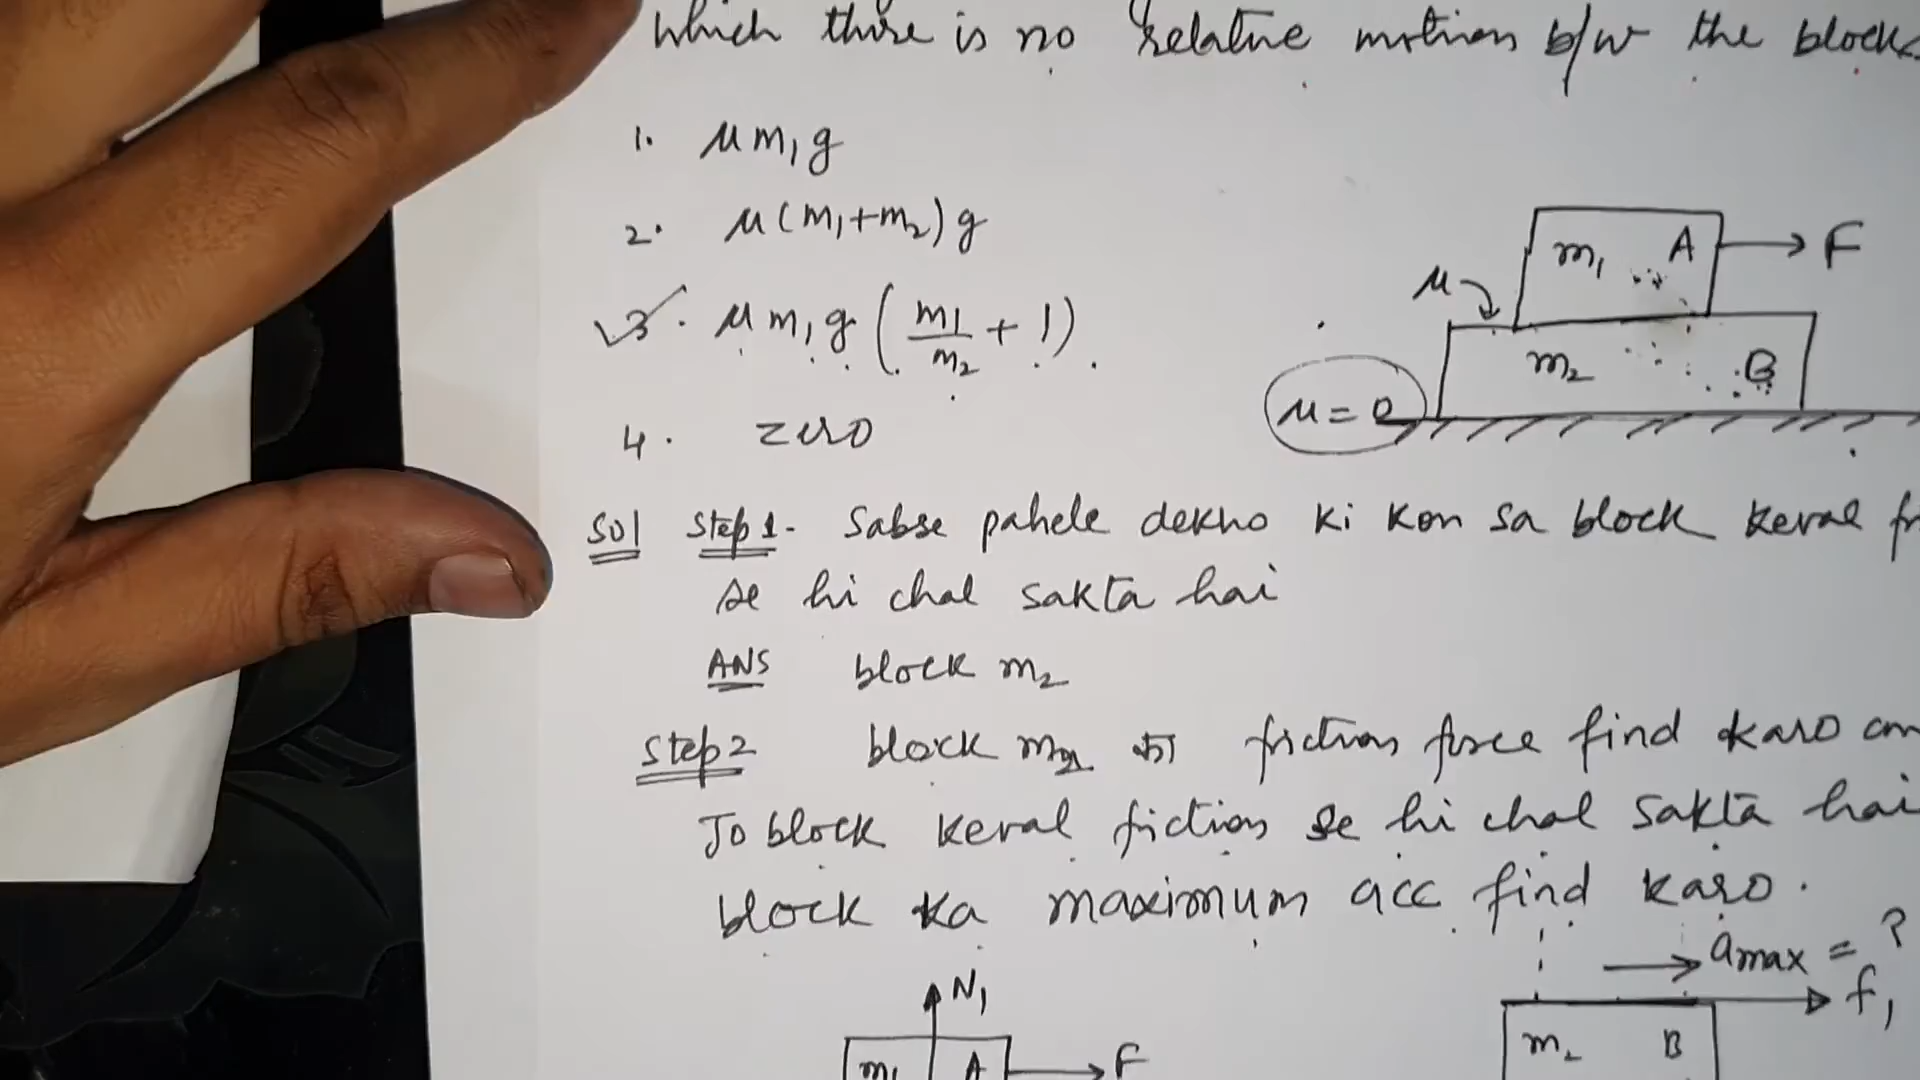 which there is no relative motion b/w the blocks
1. μm₁g
2. μ(m₁+m₂)g
3. μm₁g(m₁/m₂ + 1).
4. zero
m₁ A → F
μ
m₂ B
μ=0
Sol Step 1- Sabse pahele dekho ki kon sa block keval
se hi chal sakta hai
ANS block m₂
Step 2 block m₂ का friction force find karo
Jo block keval friction se hi chal sakta hai
block ka maximum acc find karo.
amax = ?
N₁
f₁
m₁ A → F
m₂ B